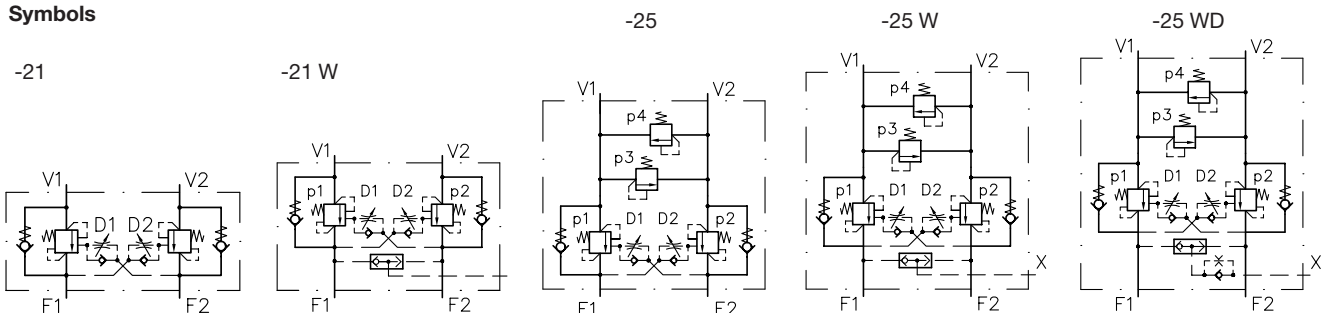 Symbols
-21
V1 V2
D1 D2
F1 F2
-21 W
V1 V2
p1 D1 D2 p2
F1 F2
-25
V1 V2
p4
p3
p1 D1 D2 p2
F1 F2
-25 W
V1 V2
p4
p3
p1 D1 D2 p2
X
F1 F2
-25 WD
V1 V2
p4
p3
p1 D1 D2 p2
X
F1 F2